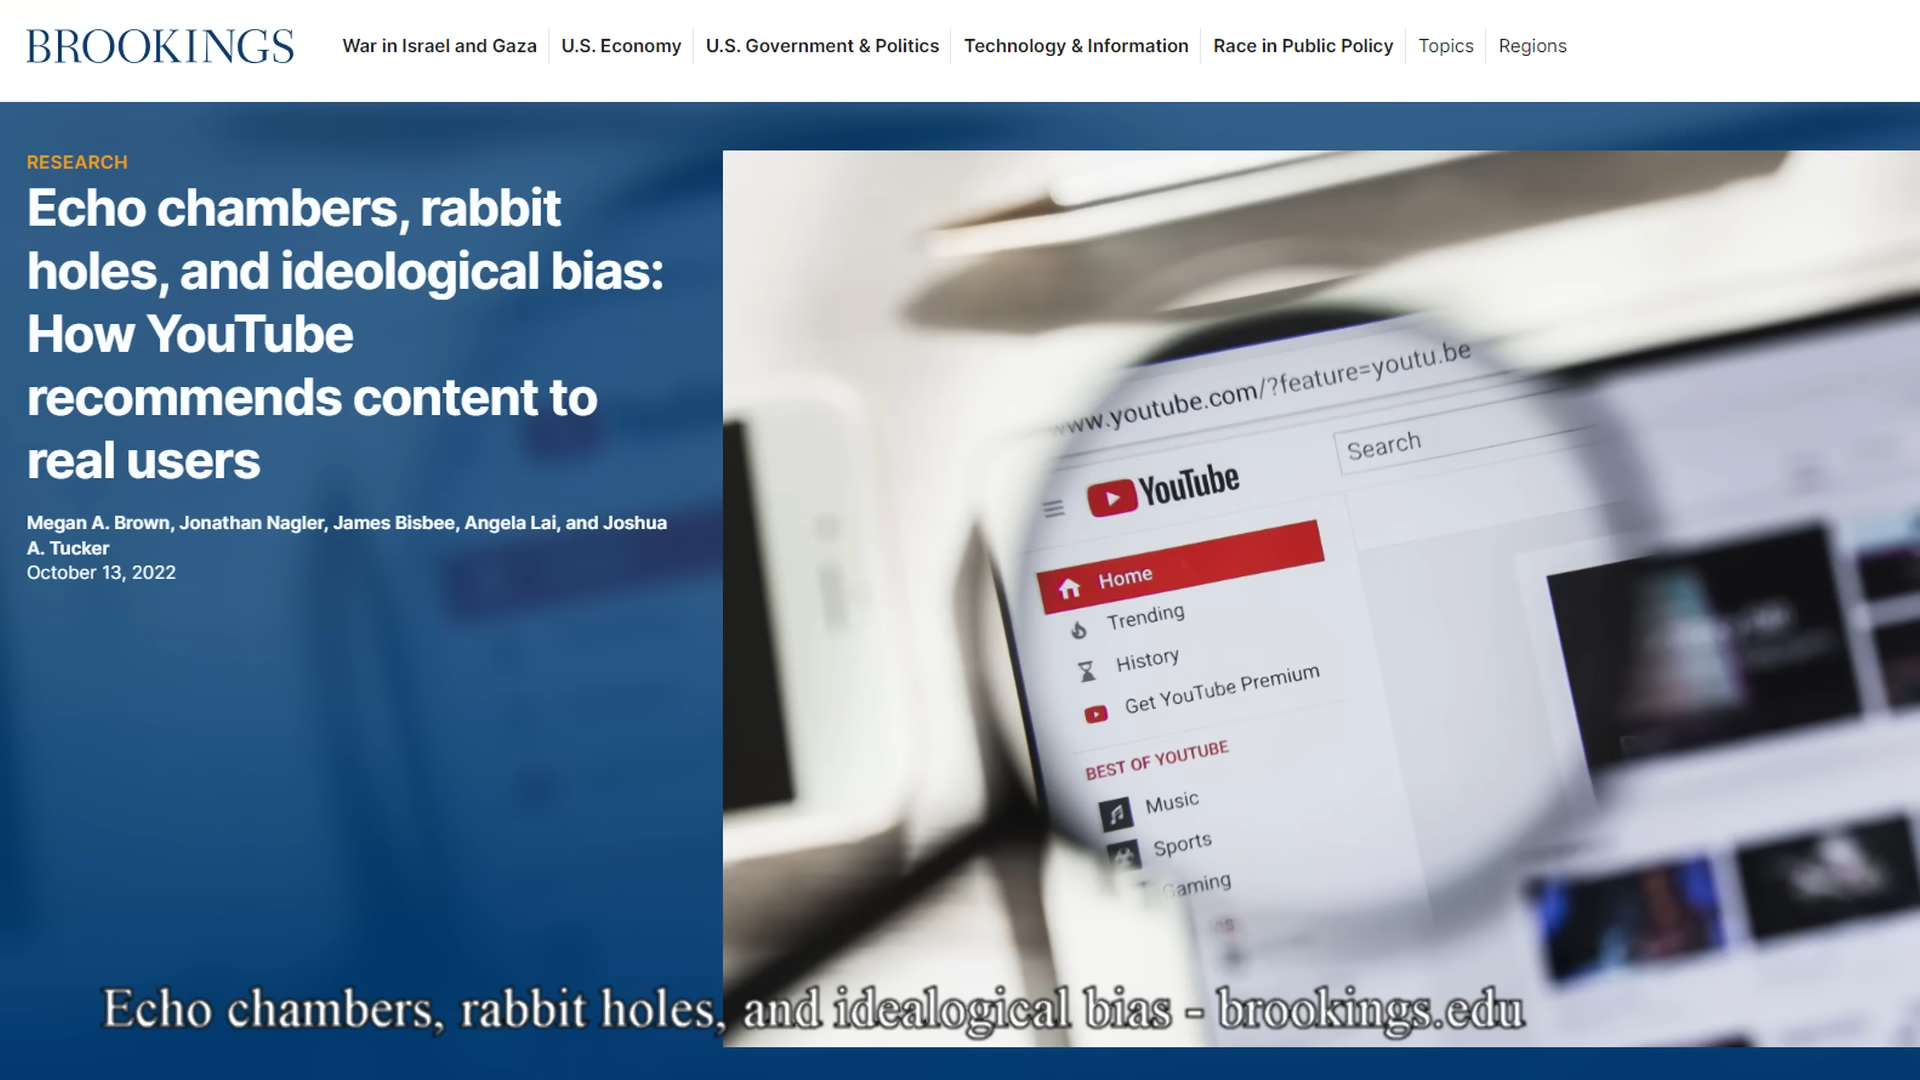 BROOKINGS
War in Israel and Gaza
U.S. Economy
U.S. Government & Politics
Technology & Information
Race in Public Policy
Topics
Regions
RESEARCH
Echo chambers, rabbit
holes, and ideological bias:
How YouTube
recommends content to
real users
Megan A. Brown, Jonathan Nagler, James Bisbee, Angela Lai, and Joshua
A. Tucker
October 13, 2022
www.youtube.com/?feature=youtu.be
YouTube
Search
Home
Trending
History
Get YouTube Premium
BEST OF YOUTUBE
Music
Sports
Gaming
Echo chambers, rabbit holes, and idealogical bias - brookings.edu